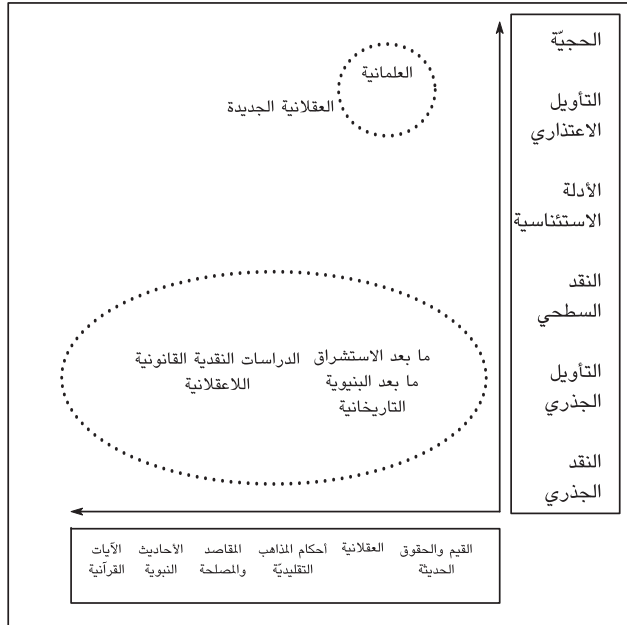 الحجيّة
التأويل
الاعتذاري
الأدلة
الاستئناسية
النقد
السطحي
التأويل
الجذري
النقد
الجذري
العلمانية
العقلانية الجديدة
ما بعد الاستشراق
ما بعد البنيوية
التاريخانية
الدراسات النقدية القانونية
اللاعقلانية
القيم والحقوق
الحديثة
العقلانية
أحكام المذاهب
التقليديّة
المقاصد
والمصلحة
الأحاديث
النبوية
الآيات
القرآنية